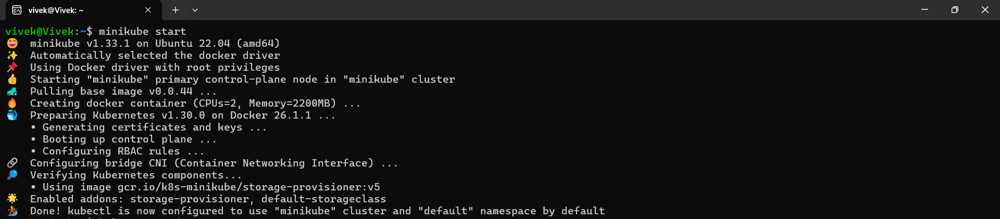 vivek@Vivek: ~
vivek@Vivek:~$ minikube start
minikube v1.33.1 on Ubuntu 22.04 (amd64)
Automatically selected the docker driver
Using Docker driver with root privileges
Starting "minikube" primary control-plane node in "minikube" cluster
Pulling base image v0.0.44 ...
Creating docker container (CPUs=2, Memory=2200MB) ...
Preparing Kubernetes v1.30.0 on Docker 26.1.1 ...
▪ Generating certificates and keys ...
▪ Booting up control plane ...
▪ Configuring RBAC rules ...
Configuring bridge CNI (Container Networking Interface) ...
Verifying Kubernetes components...
▪ Using image gcr.io/k8s-minikube/storage-provisioner:v5
Enabled addons: storage-provisioner, default-storageclass
Done! kubectl is now configured to use "minikube" cluster and "default" namespace by default